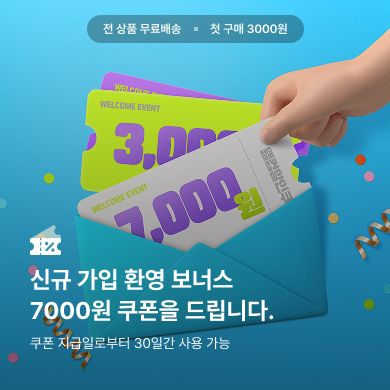 전 상품 무료배송 ▪ 첫 구매 3000원
WELCOME EVENT
WELCOME EVENT
3,000
WELCOME EVENT
7,000원
신규 가입 환영 보너스
7000원 쿠폰을 드립니다.
쿠폰 지급일로부터 30일간 사용 가능